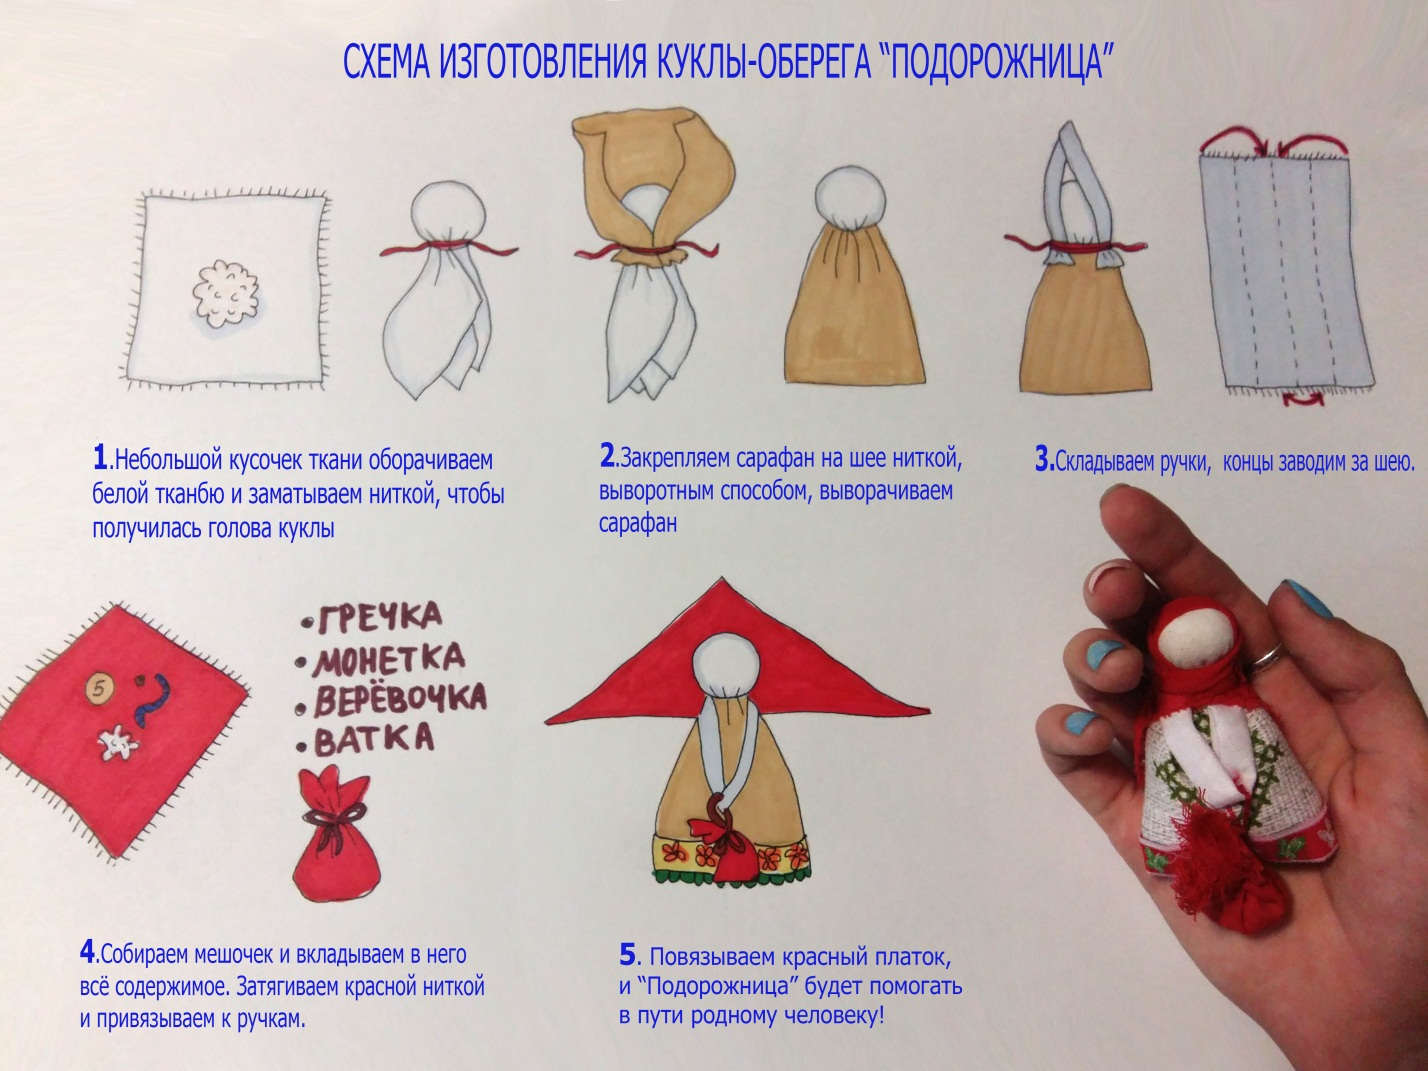 СХЕМА ИЗГОТОВЛЕНИЯ КУКЛЫ-ОБЕРЕГА “ПОДОРОЖНИЦА”
1.Небольшой кусочек ткани оборачиваем
белой тканбю и заматываем ниткой, чтобы
получилась голова куклы
2.Закрепляем сарафан на шее ниткой,
выворотным способом, выворачиваем
сарафан
3.Складываем ручки, концы заводим за шею.
5
• ГРЕЧКА
• МОНЕТКА
• ВЕРЁВОЧКА
• ВАТКА
4.Собираем мешочек и вкладываем в него
всё содержимое. Затягиваем красной ниткой
и привязываем к ручкам.
5. Повязываем красный платок,
и “Подорожница” будет помогать
в пути родному человеку!